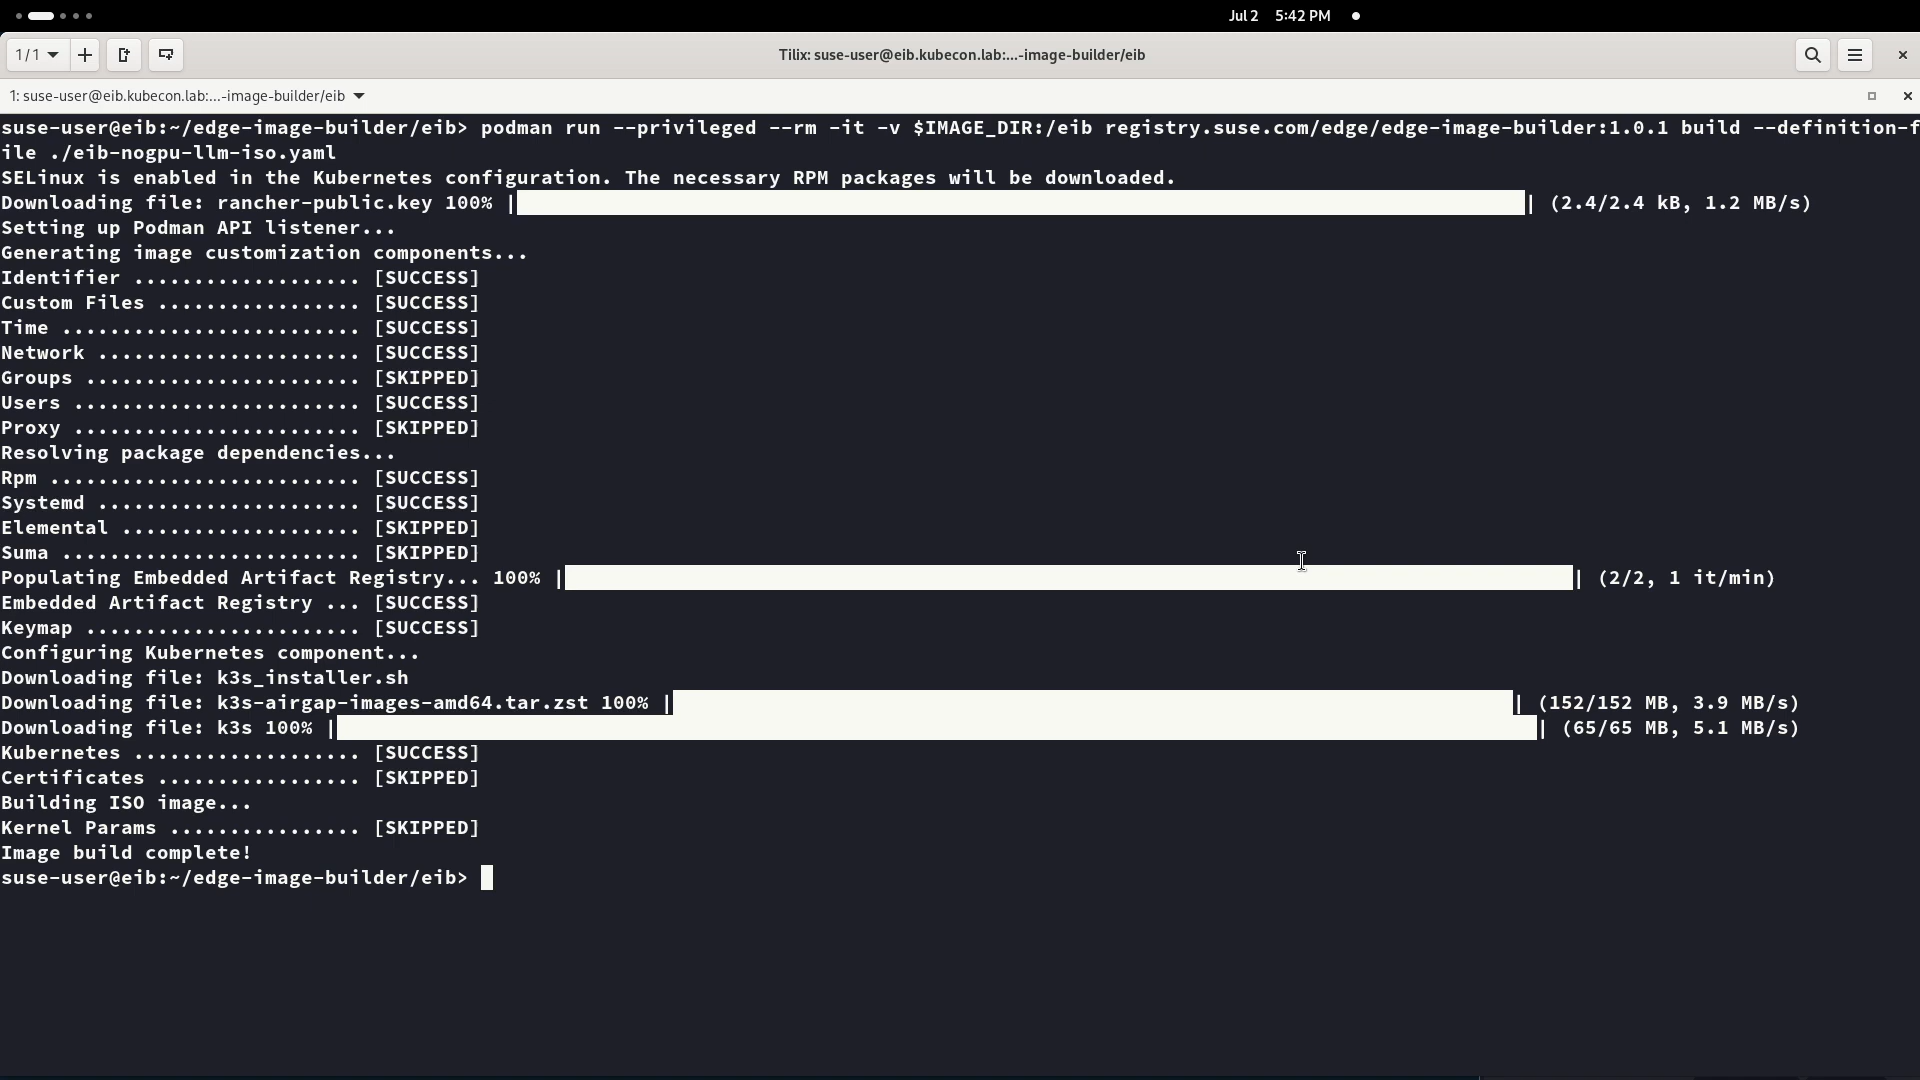 Jul 2 5:42 PM
1/1
Tilix: suse-user@eib.kubecon.lab:...-image-builder/eib
1: suse-user@eib.kubecon.lab:...-image-builder/eib
suse-user@eib:~/edge-image-builder/eib> podman run --privileged --rm -it -v $IMAGE_DIR:/eib registry.suse.com/edge/edge-image-builder:1.0.1 build --definition-f
ile ./eib-nogpu-llm-iso.yaml
SELinux is enabled in the Kubernetes configuration. The necessary RPM packages will be downloaded.
Downloading file: rancher-public.key 100% | | (2.4/2.4 kB, 1.2 MB/s)
Setting up Podman API listener...
Generating image customization components...
Identifier ................... [SUCCESS]
Custom Files ................. [SUCCESS]
Time ......................... [SUCCESS]
Network ...................... [SUCCESS]
Groups ....................... [SKIPPED]
Users ........................ [SUCCESS]
Proxy ........................ [SKIPPED]
Resolving package dependencies...
Rpm .......................... [SUCCESS]
Systemd ...................... [SUCCESS]
Elemental .................... [SKIPPED]
Suma ......................... [SKIPPED]
Populating Embedded Artifact Registry... 100% | | (2/2, 1 it/min)
Embedded Artifact Registry ... [SUCCESS]
Keymap ....................... [SUCCESS]
Configuring Kubernetes component...
Downloading file: k3s_installer.sh
Downloading file: k3s-airgap-images-amd64.tar.zst 100% | | (152/152 MB, 3.9 MB/s)
Downloading file: k3s 100% | | (65/65 MB, 5.1 MB/s)
Kubernetes ................... [SUCCESS]
Certificates ................. [SKIPPED]
Building ISO image...
Kernel Params ................ [SKIPPED]
Image build complete!
suse-user@eib:~/edge-image-builder/eib>